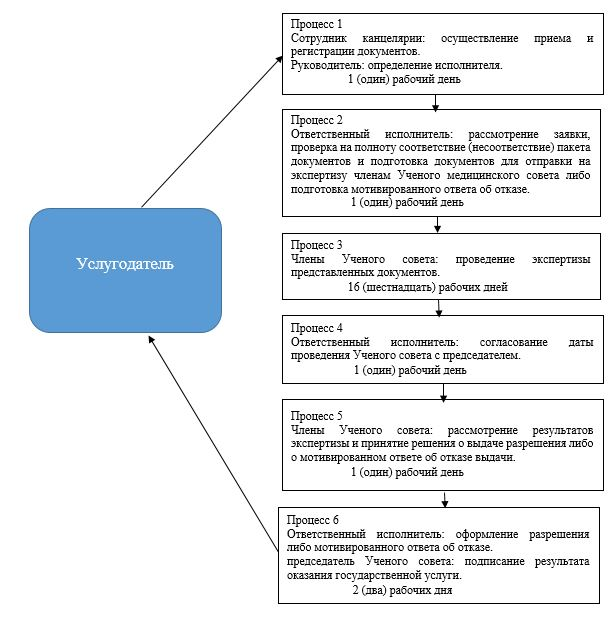 Процесс 1
Сотрудник канцелярии: осуществление приема и
регистрации документов.
Руководитель: определение исполнителя.
1 (один) рабочий день
Процесс 2
Ответственный исполнитель: рассмотрение заявки,
проверка на полноту соответствие (несоответствие) пакета
документов и подготовка документов для отправки на
экспертизу членам Ученого медицинского совета либо
подготовка мотивированного ответа об отказе.
1 (один) рабочий день
Услугодатель
Процесс 3
Члены Ученого совета: проведение экспертизы
представленных документов.
16 (шестнадцать) рабочих дней
Процесс 4
Ответственный исполнитель: согласование даты
проведения Ученого совета с председателем.
1 (один) рабочий день
Процесс 5
Члены Ученого совета: рассмотрение результатов
экспертизы и принятие решения о выдаче разрешения либо
о мотивированном ответе об отказе выдачи.
1 (один) рабочий день
Процесс 6
Ответственный исполнитель: оформление разрешения
либо мотивированного ответа об отказе.
председатель Ученого совета: подписание результата
оказания государственной услуги.
2 (два) рабочих дня